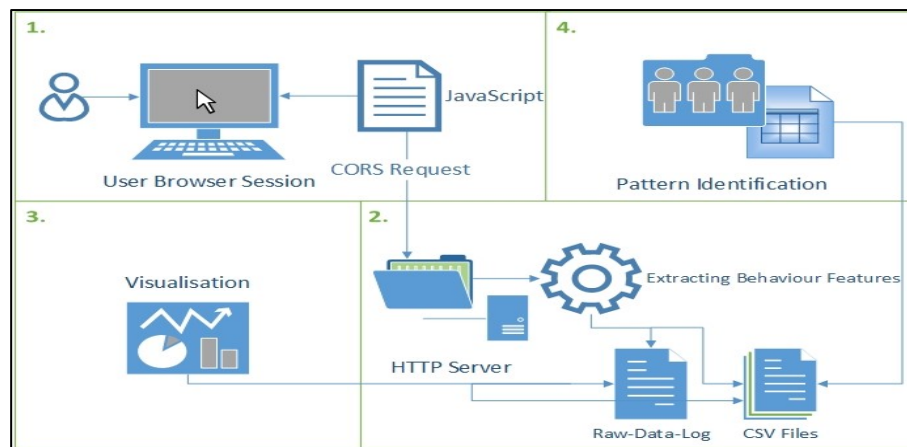 1.
JavaScript
CORS Request
User Browser Session
4.
Pattern Identification
3.
Visualisation
2.
Extracting Behaviour Features
HTTP Server
Raw-Data-Log
CSV Files